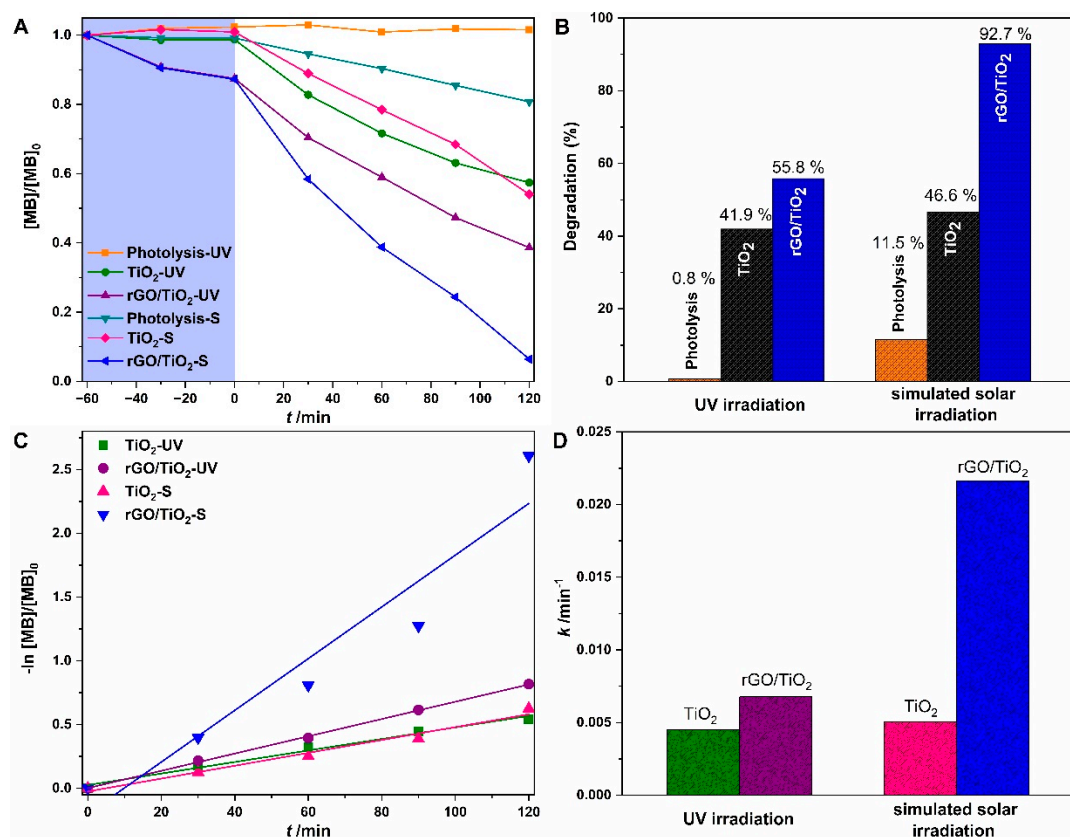 A
[MB]/[MB]0
1.0
0.8
0.6
0.4
0.2
0.0
Photolysis-UV
TiO2-UV
rGO/TiO2-UV
Photolysis-S
TiO2-S
rGO/TiO2-S
−60 −40 −20 0 20 40 60 80 100 120
t /min
B
Degradation (%)
100
80
60
40
20
0
0.8 %
Photolysis
41.9 %
TiO2
55.8 %
rGO/TiO2
11.5 %
Photolysis
46.6 %
TiO2
92.7 %
rGO/TiO2
UV irradiation
simulated solar
irradiation
C
-ln [MB]/[MB]0
2.5
2.0
1.5
1.0
0.5
0.0
TiO2-UV
rGO/TiO2-UV
TiO2-S
rGO/TiO2-S
0 20 40 60 80 100 120
t /min
D
k /min-1
0.025
0.020
0.015
0.010
0.005
0.000
TiO2
rGO/TiO2
TiO2
rGO/TiO2
UV irradiation
simulated solar
irradiation